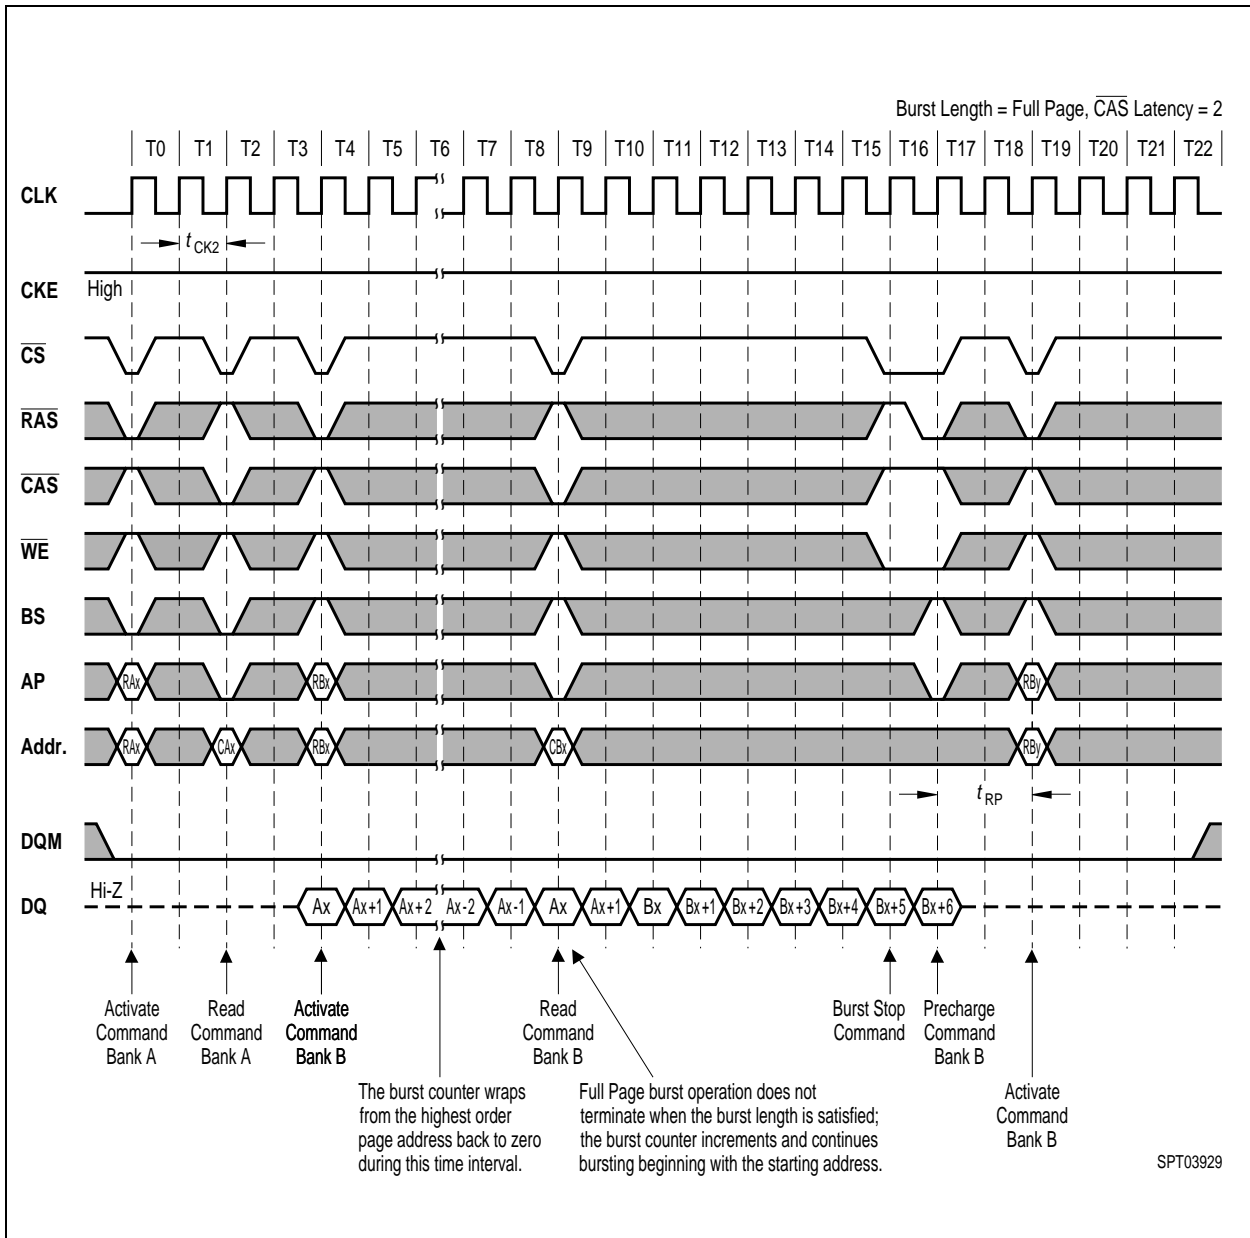 Burst Length = Full Page, CAS Latency = 2
T0 T1 T2 T3 T4 T5 T6 T7 T8 T9 T10 T11 T12 T13 T14 T15 T16 T17 T18 T19 T20 T21 T22
CLK
t CK2
CKE High
CS
RAS
CAS
WE
BS
AP RAx RBx RBy
Addr. RAx CAx RBx CBx RBy
t RP
DQM
Hi-Z
DQ Ax Ax+1 Ax+2 Ax-2 Ax-1 Ax Ax+1 Bx Bx+1 Bx+2 Bx+3 Bx+4 Bx+5 Bx+6
Activate
Command
Bank A
Read
Command
Bank A
Activate
Command
Bank B
Read
Command
Bank B
Burst Stop
Command
Precharge
Command
Bank B
The burst counter wraps
from the highest order
page address back to zero
during this time interval.
Full Page burst operation does not
terminate when the burst length is satisfied;
the burst counter increments and continues
bursting beginning with the starting address.
Activate
Command
Bank B
SPT03929